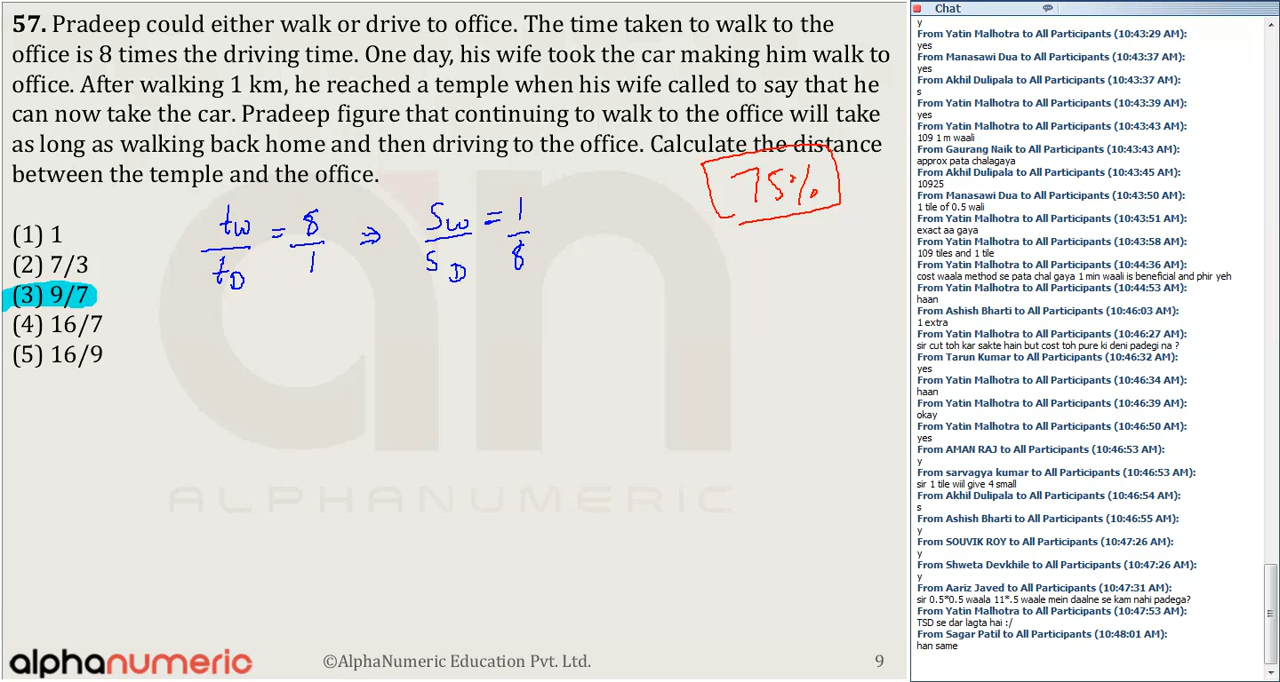 57. Pradeep could either walk or drive to office. The time taken to walk to the
office is 8 times the driving time. One day, his wife took the car making him walk to
office. After walking 1 km, he reached a temple when his wife called to say that he
can now take the car. Pradeep figure that continuing to walk to the office will take
as long as walking back home and then driving to the office. Calculate the distance
between the temple and the office.
75%
(1) 1
(2) 7/3
(3) 9/7
(4) 16/7
(5) 16/9
tW / tD = 8 / 1 ⇒ SW / SD = 1 / 8
ALPHANUMERIC
alphanumeric
©AlphaNumeric Education Pvt. Ltd.
9
Chat
y
From Yatin Malhotra to All Participants (10:43:29 AM):
yes
From Manasawi Dua to All Participants (10:43:37 AM):
yes
From Akhil Dulipala to All Participants (10:43:37 AM):
s
From Yatin Malhotra to All Participants (10:43:39 AM):
yes
From Yatin Malhotra to All Participants (10:43:43 AM):
109 1 m waali
From Gaurang Naik to All Participants (10:43:43 AM):
approx pata chalagaya
From Akhil Dulipala to All Participants (10:43:45 AM):
10925
From Manasawi Dua to All Participants (10:43:50 AM):
1 tile of 0.5 wali
From Yatin Malhotra to All Participants (10:43:51 AM):
exact aa gaya
From Yatin Malhotra to All Participants (10:43:58 AM):
109 tiles and 1 tile
From Yatin Malhotra to All Participants (10:44:36 AM):
cost waala method se pata chal gaya 1 min waali is beneficial and phir yeh
From Yatin Malhotra to All Participants (10:44:53 AM):
haan
From Ashish Bharti to All Participants (10:46:03 AM):
1 extra
From Yatin Malhotra to All Participants (10:46:27 AM):
sir cut toh kar sakte hain but cost toh pure ki deni padegi na ?
From Tarun Kumar to All Participants (10:46:32 AM):
yes
From Yatin Malhotra to All Participants (10:46:34 AM):
haan
From Yatin Malhotra to All Participants (10:46:39 AM):
okay
From Yatin Malhotra to All Participants (10:46:50 AM):
yes
From AMAN RAJ to All Participants (10:46:53 AM):
y
From sarvagya kumar to All Participants (10:46:53 AM):
sir 1 tile wiil give 4 small
From Akhil Dulipala to All Participants (10:46:54 AM):
s
From Ashish Bharti to All Participants (10:46:55 AM):
y
From SOUVIK ROY to All Participants (10:47:26 AM):
y
From Shweta Devkhile to All Participants (10:47:26 AM):
y
From Aariz Javed to All Participants (10:47:31 AM):
sir 0.5*0.5 waala 11*.5 waale mein daalne se kam nahi padega?
From Yatin Malhotra to All Participants (10:47:53 AM):
TSD se dar lagta hai :/
From Sagar Patil to All Participants (10:48:01 AM):
han same